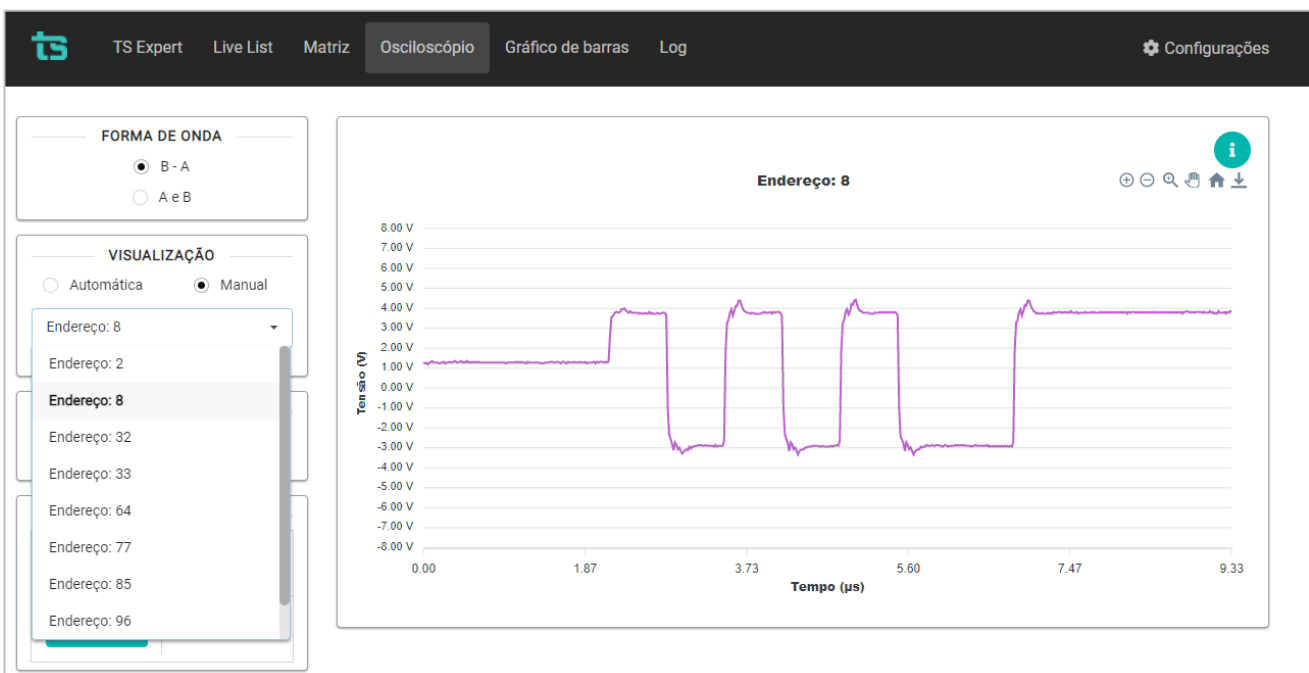 ts TS Expert Live List Matriz Osciloscópio Gráfico de barras Log Configurações
FORMA DE ONDA
B - A
A e B
VISUALIZAÇÃO
Automática Manual
Endereço: 8
Endereço: 2
Endereço: 8
Endereço: 32
Endereço: 33
Endereço: 64
Endereço: 77
Endereço: 85
Endereço: 96
i
Endereço: 8
8.00 V
7.00 V
6.00 V
5.00 V
4.00 V
3.00 V
2.00 V
1.00 V
0.00 V
-1.00 V
-2.00 V
-3.00 V
-4.00 V
-5.00 V
-6.00 V
-7.00 V
-8.00 V
Tensão (V)
0.00 1.87 3.73 5.60 7.47 9.33
Tempo (µs)